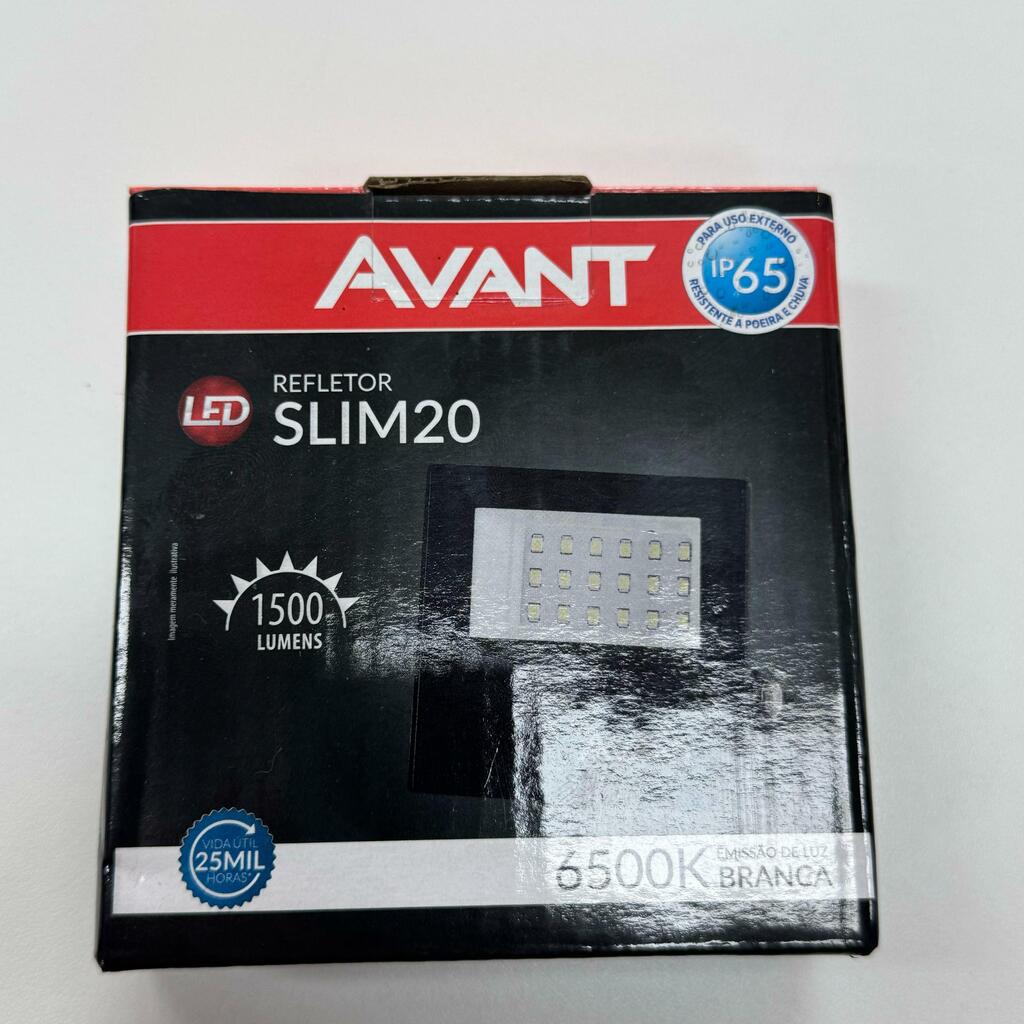 AVANT
PARA USO EXTERNO
IP65
RESISTENTE À POEIRA E CHUVA
LED
REFLETOR
SLIM20
Imagem meramente ilustrativa
1500
LUMENS
VIDA ÚTIL
25MIL
HORAS*
6500K
EMISSÃO DE LUZ
BRANCA